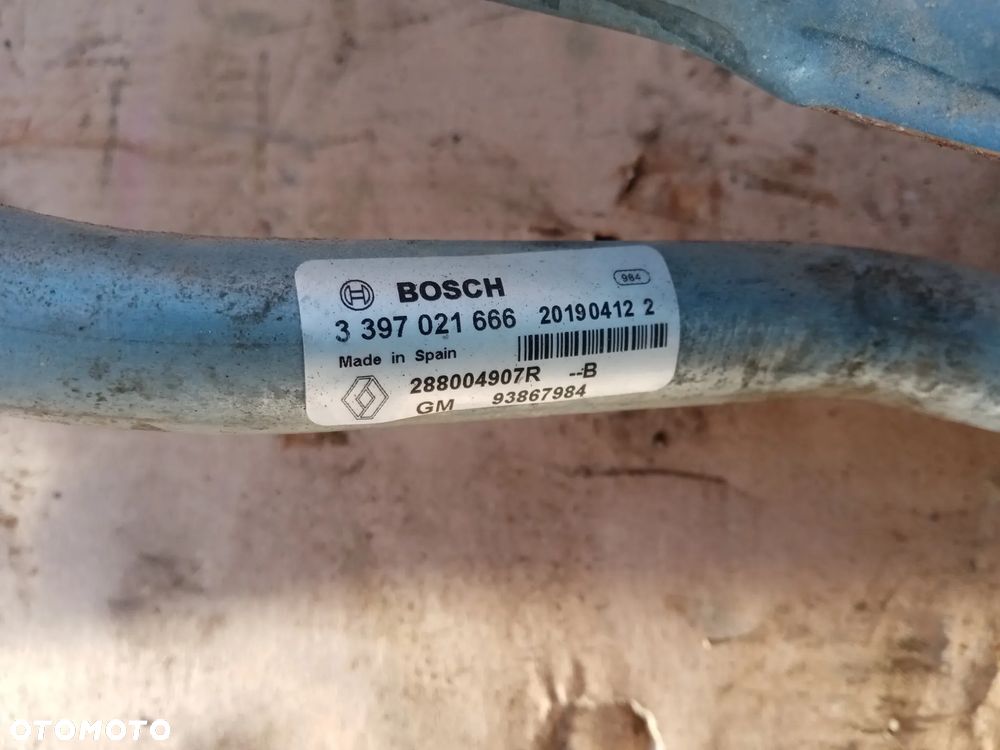 BOSCH 984
3 397 021 666 20190412 2
Made in Spain
288004907R --B
GM 93867984
OTOMOTO